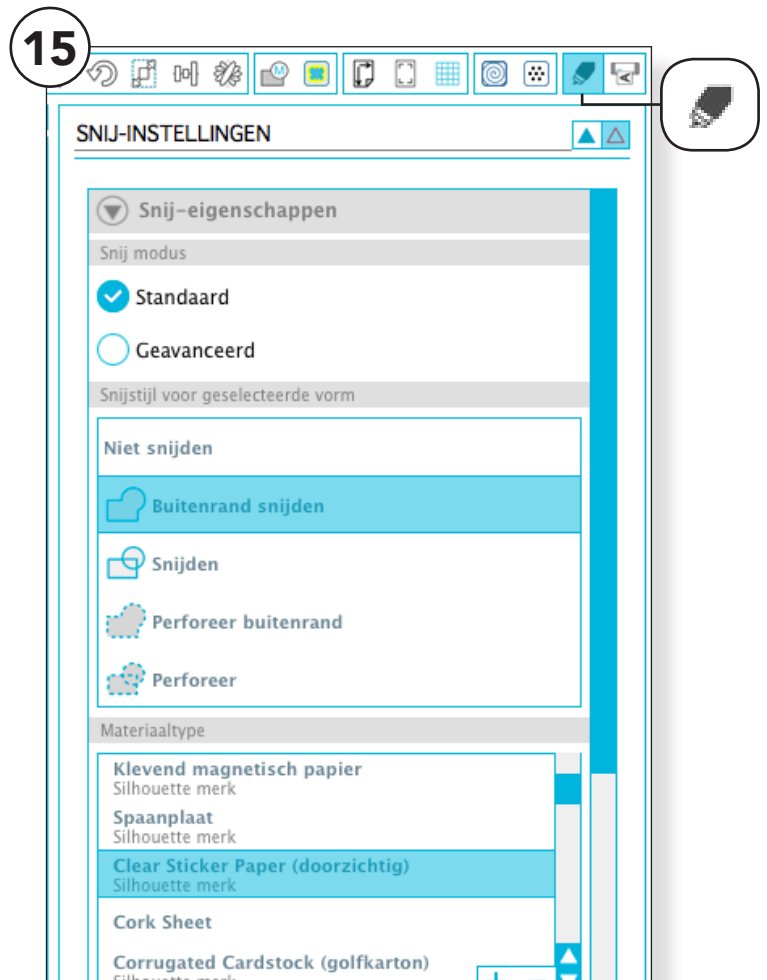 15
M
SNIJ-INSTELLINGEN
Snij-eigenschappen
Snij modus
Standaard
Geavanceerd
Snijstijl voor geselecteerde vorm
Niet snijden
Buitenrand snijden
Snijden
Perforeer buitenrand
Perforeer
Materiaaltype
Klevend magnetisch papier
Silhouette merk
Spaanplaat
Silhouette merk
Clear Sticker Paper (doorzichtig)
Silhouette merk
Cork Sheet
Corrugated Cardstock (golfkarton)
Silhouette merk